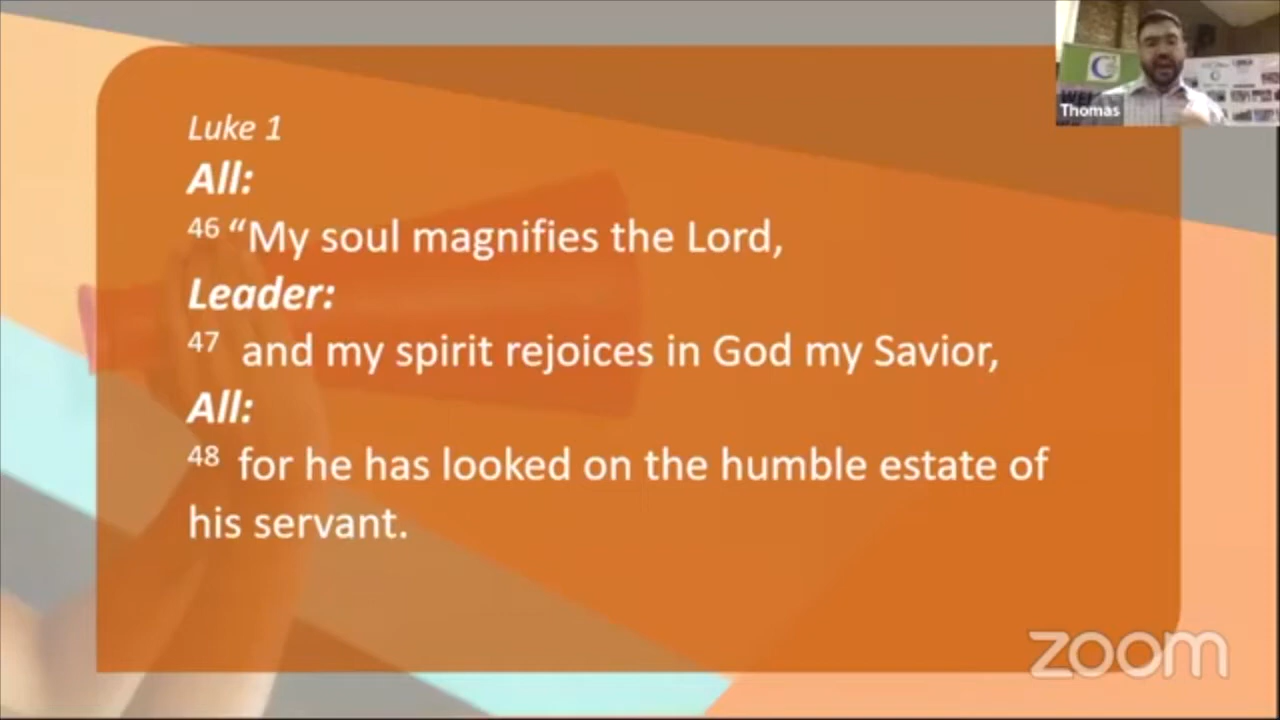 Luke 1
All:
46 “My soul magnifies the Lord,
Leader:
47 and my spirit rejoices in God my Savior,
All:
48 for he has looked on the humble estate of
his servant.
Thomas
zoom